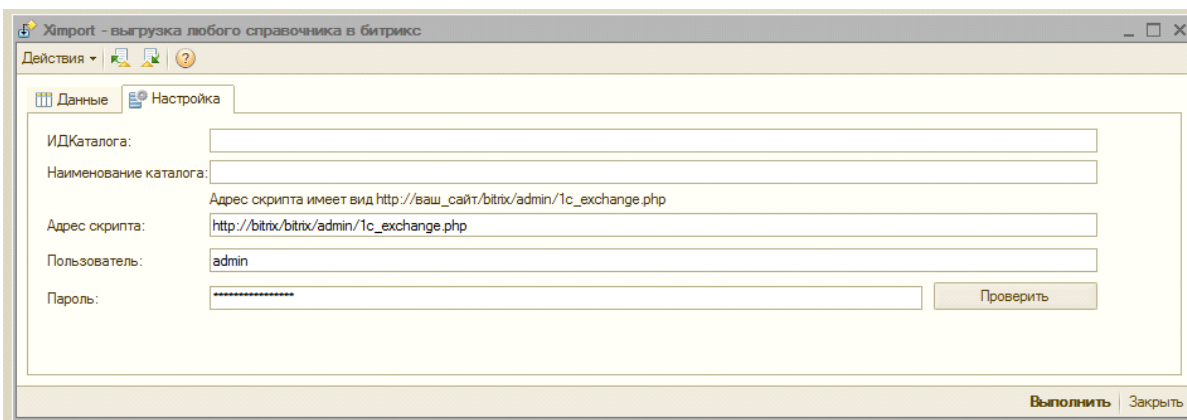 Ximport - выгрузка любого справочника в битрикс
Действия
Данные Настройка
ИДКаталога:
Наименование каталога:
Адрес скрипта имеет вид http://ваш_сайт/bitrix/admin/1c_exchange.php
Адрес скрипта: http://bitrix/bitrix/admin/1c_exchange.php
Пользователь: admin
Пароль: **************** Проверить
Выполнить Закрыть